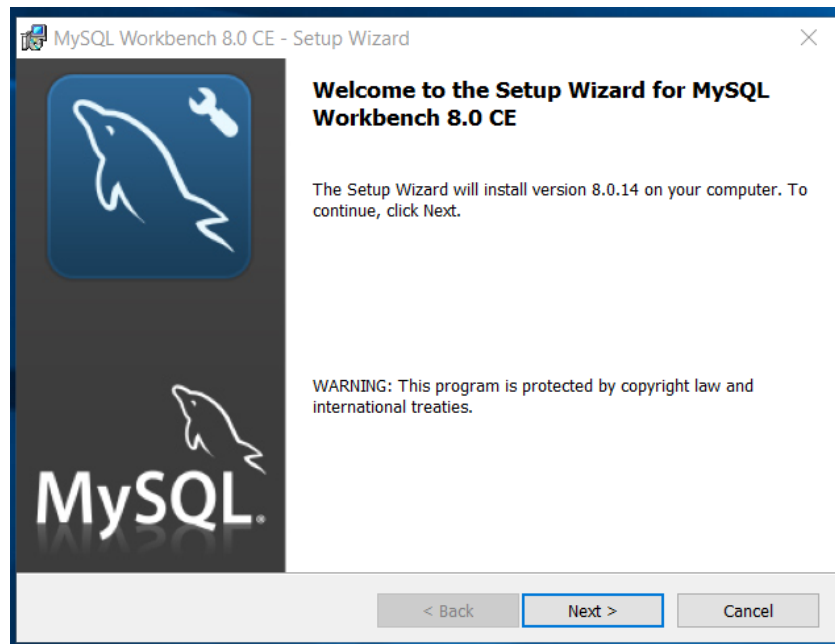 MySQL Workbench 8.0 CE - Setup Wizard
Welcome to the Setup Wizard for MySQL
Workbench 8.0 CE
The Setup Wizard will install version 8.0.14 on your computer. To
continue, click Next.
WARNING: This program is protected by copyright law and
international treaties.
MySQL®
< Back
Next >
Cancel